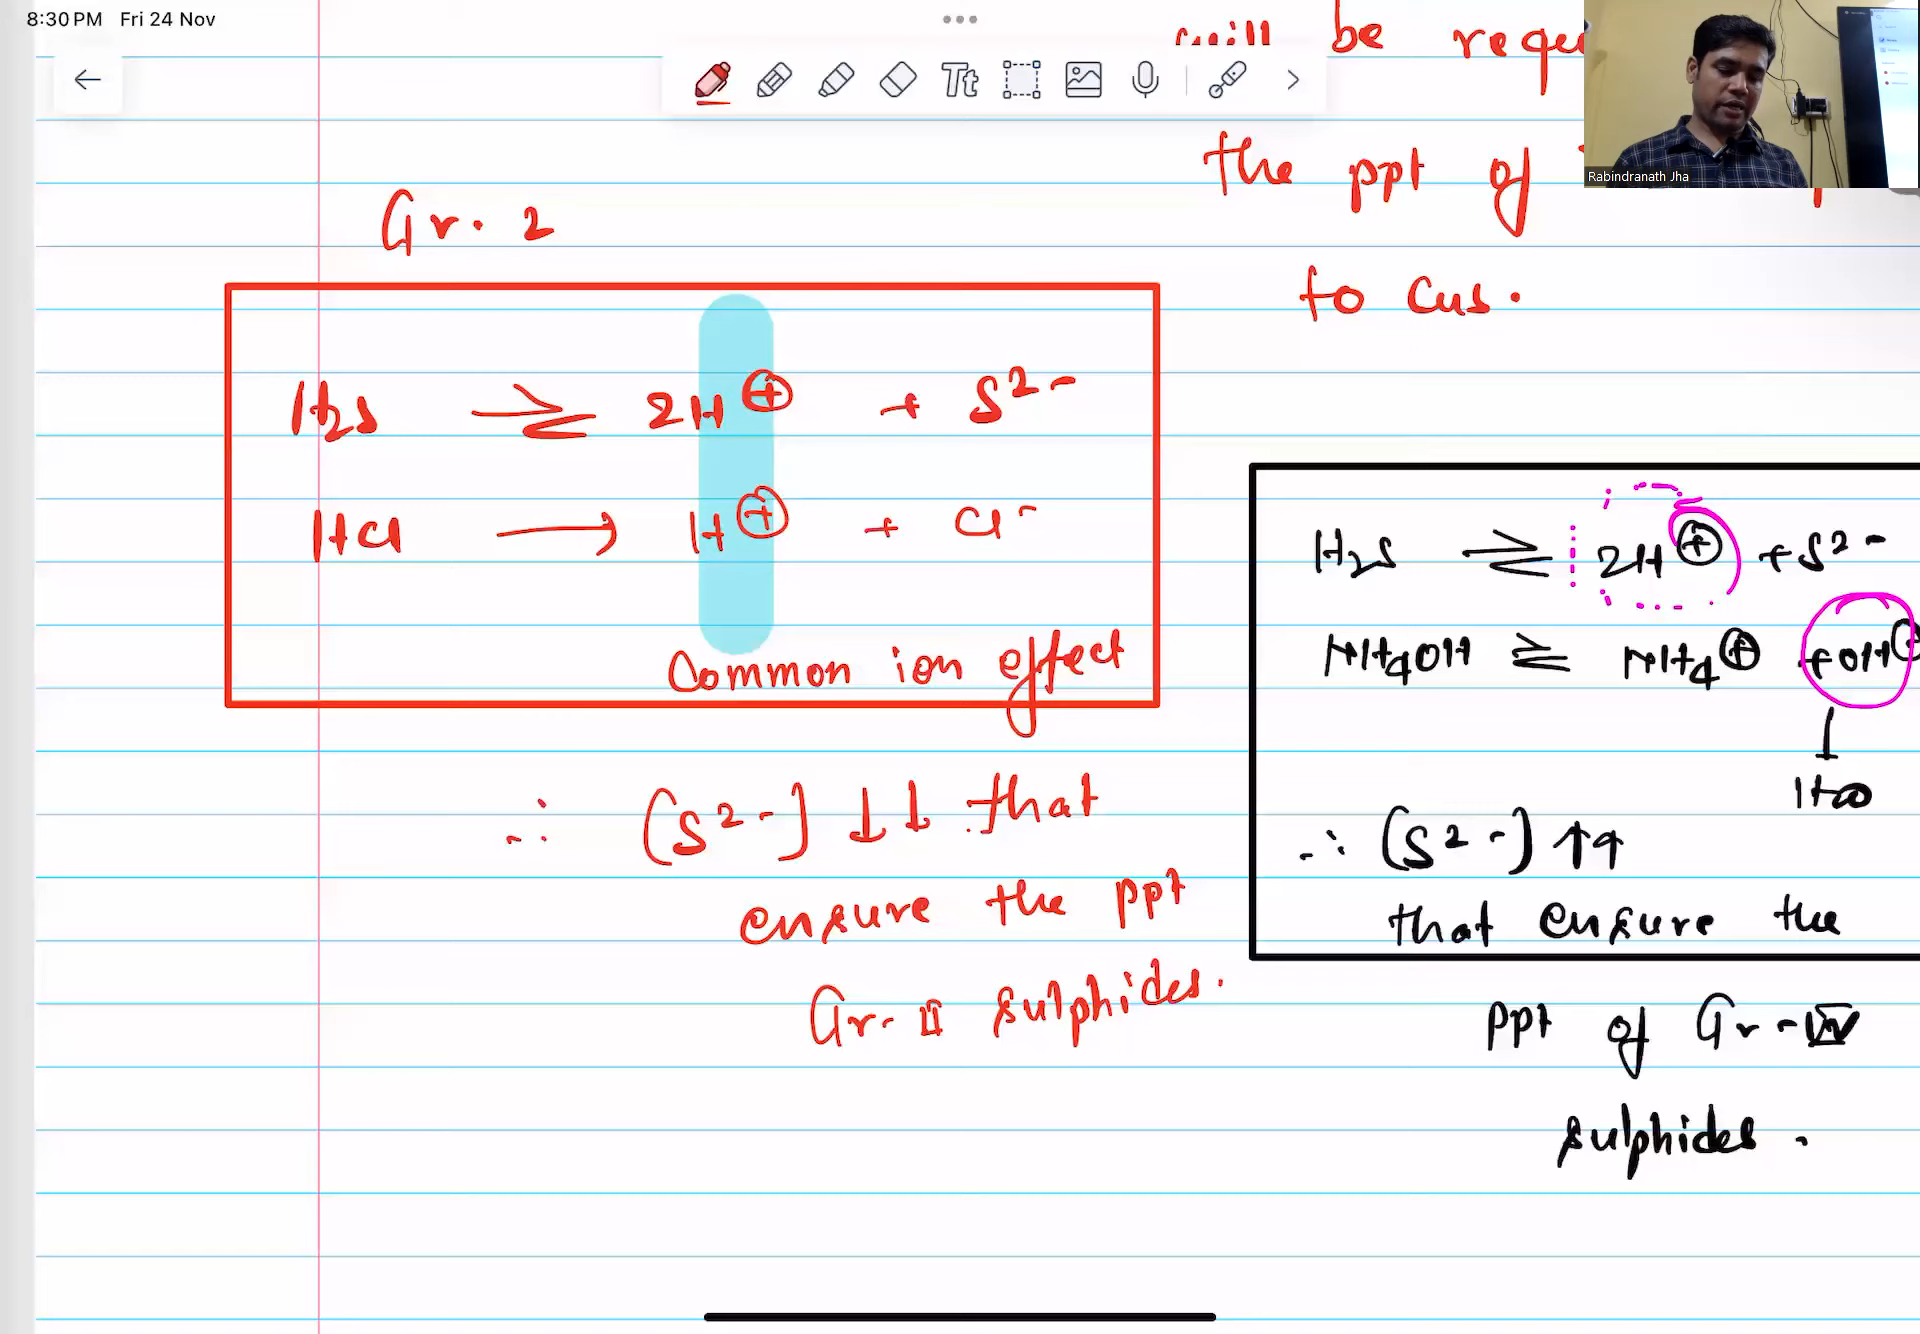 8:30 PM Fri 24 Nov
will be requ
Tt
the ppt of
Rabindranath Jha
to CuS.
Gr. 2
H2S ⇌ 2H⊕ + S2-
HCl ⟶ H⊕ + Cl-
Common ion effect
∴ [S2-] ↓↓ that
ensure the ppt
Gr-II sulphides.
H2S ⇌ 2H⊕ + S2-
NH4OH ⇌ NH4⊕ + OH
↓
H2O
∴ [S2-] ↑↑
that ensure the
ppt of Gr-IV
sulphides.